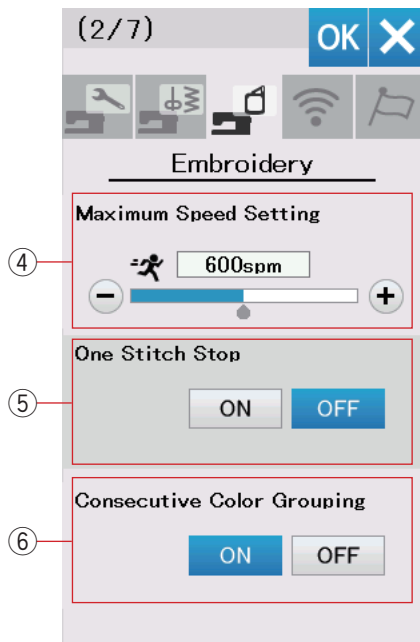 (2/7)
OK
Embroidery
④ Maximum Speed Setting
600spm
− +
⑤ One Stitch Stop
ON OFF
⑥ Consecutive Color Grouping
ON OFF